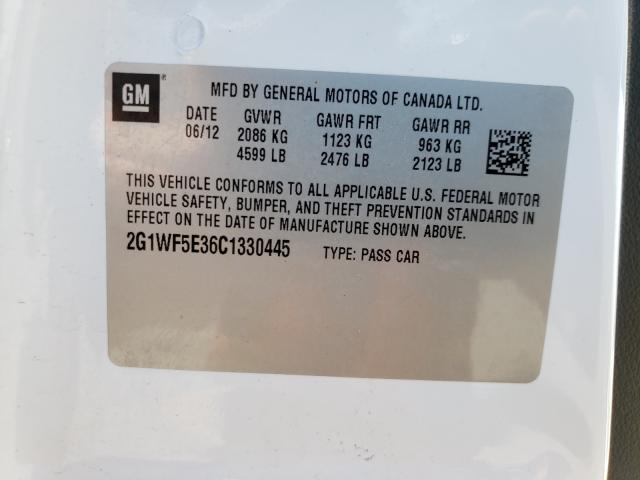 GM®
MFD BY GENERAL MOTORS OF CANADA LTD.
DATE GVWR GAWR FRT GAWR RR
06/12 2086 KG 1123 KG 963 KG
4599 LB 2476 LB 2123 LB
THIS VEHICLE CONFORMS TO ALL APPLICABLE U.S. FEDERAL MOTOR
VEHICLE SAFETY, BUMPER, AND THEFT PREVENTION STANDARDS IN
EFFECT ON THE DATE OF MANUFACTURE SHOWN ABOVE.
2G1WF5E36C1330445 TYPE: PASS CAR